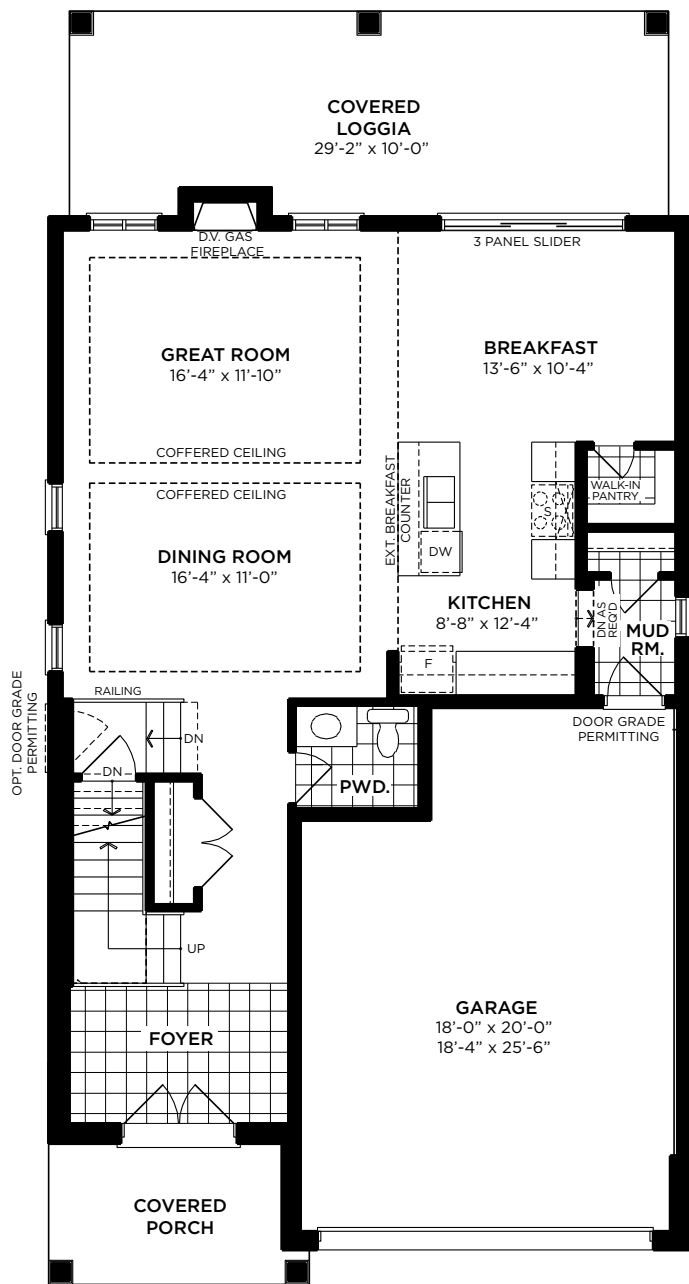 COVERED
LOGGIA
29'-2" x 10'-0"
D.V. GAS
FIREPLACE
3 PANEL SLIDER
GREAT ROOM
16'-4" x 11'-10"
BREAKFAST
13'-6" x 10'-4"
COFFERED CEILING
COFFERED CEILING
EXT. BREAKFAST
COUNTER
WALK-IN
PANTRY
S
DW
DINING ROOM
16'-4" x 11'-0"
KITCHEN
8'-8" x 12'-4"
DN AS
REQ'D
MUD
RM.
F
RAILING
OPT. DOOR GRADE
PERMITTING
DN
DN
DOOR GRADE
PERMITTING
PWD.
UP
GARAGE
18'-0" x 20'-0"
18'-4" x 25'-6"
FOYER
COVERED
PORCH